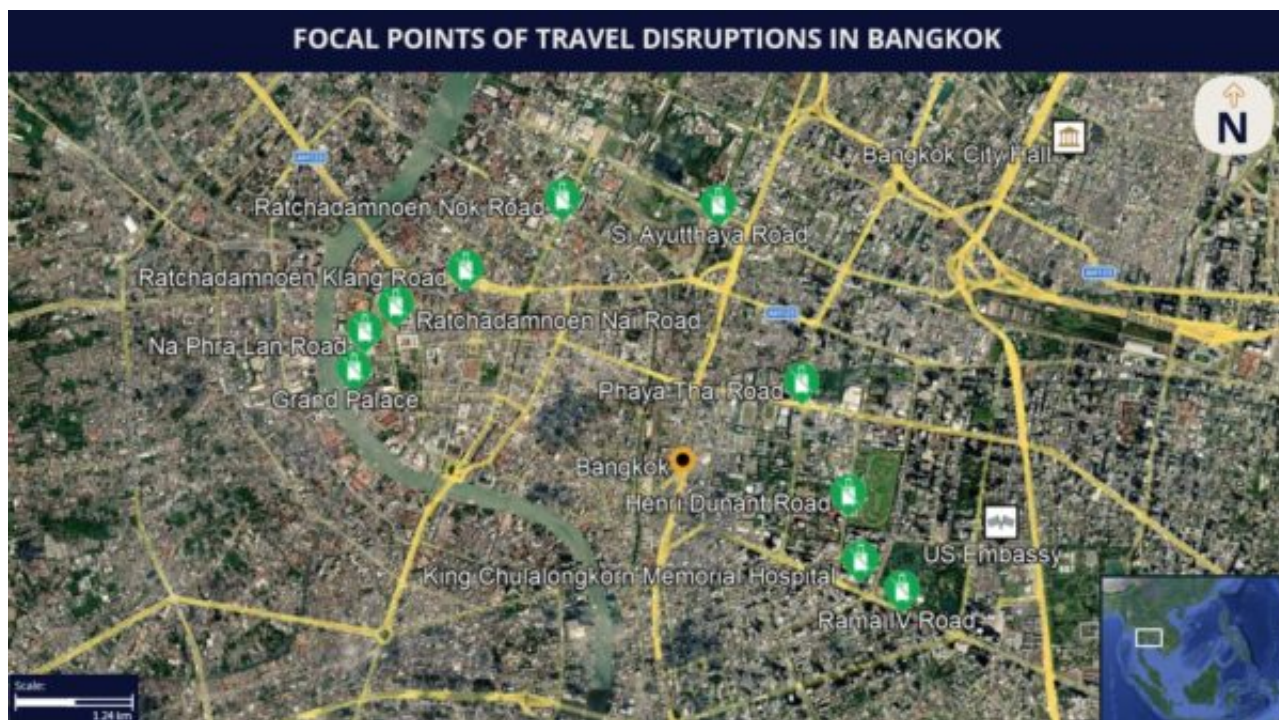 FOCAL POINTS OF TRAVEL DISRUPTIONS IN BANGKOK
N
Bangkok City Hall
Ratchadamnoen Nok Road
Si Ayutthaya Road
Ratchadamnoen Klang Road
Ratchadamnoen Nai Road
Na Phra Lan Road
Grand Palace
Phaya Thai Road
Bangkok
Henri Dunant Road
US Embassy
King Chulalongkorn Memorial Hospital
Rama IV Road
Scale:
1.24 km